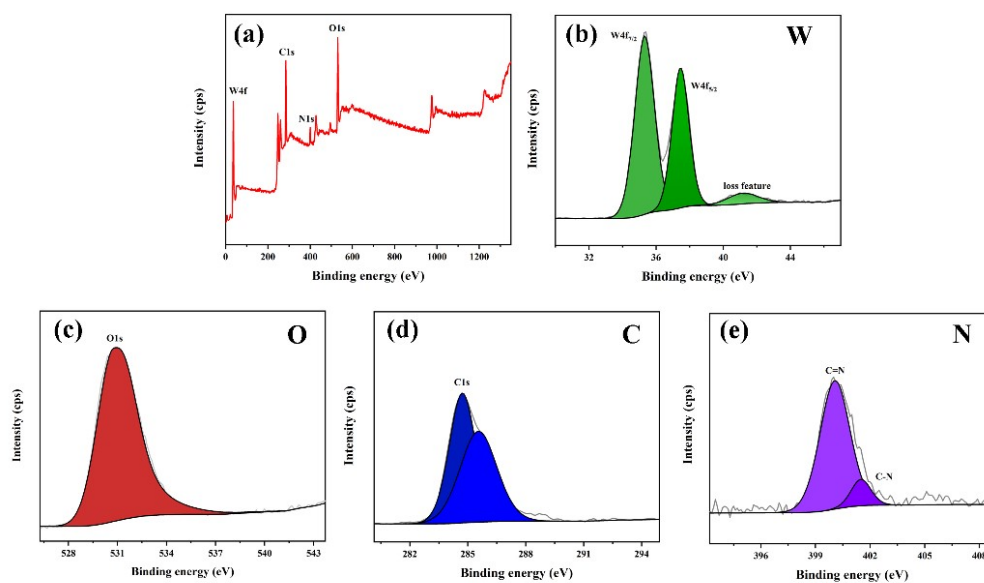 (a)
W4f
C1s
N1s
O1s
Intensity (cps)
0 200 400 600 800 1000 1200
Binding energy (eV)
(b)
W
W4f7/2
W4f5/2
loss feature
Intensity (cps)
32 36 40 44
Binding energy (eV)
(c)
O
O1s
Intensity (cps)
528 531 534 537 540 543
Binding energy (eV)
(d)
C
C1s
Intensity (cps)
282 285 288 291 294
Binding energy (eV)
(e)
N
C=N
C-N
Intensity (cps)
396 399 402 405 408
Binding energy (eV)